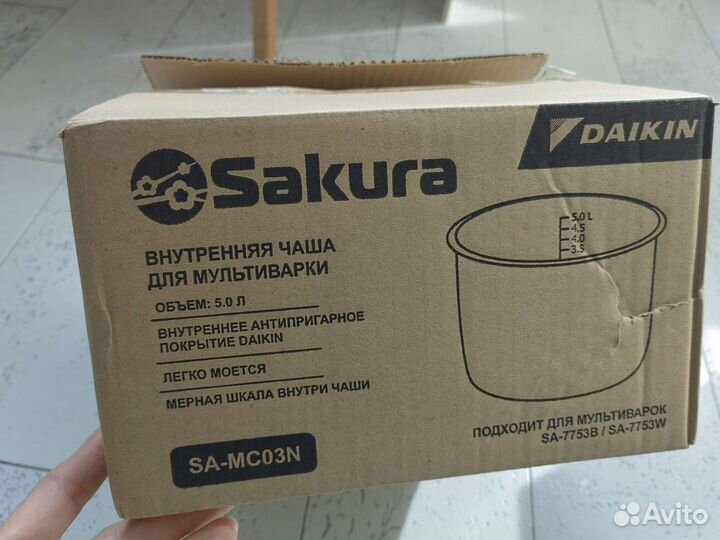 Sakura
DAIKIN
ВНУТРЕННЯЯ ЧАША
ДЛЯ МУЛЬТИВАРКИ
ОБЪЕМ: 5.0 Л
ВНУТРЕННЕЕ АНТИПРИГАРНОЕ
ПОКРЫТИЕ DAIKIN
ЛЕГКО МОЕТСЯ
МЕРНАЯ ШКАЛА ВНУТРИ ЧАШИ
SA-MC03N
5.0 L
4.5
4.0
3.5
ПОДХОДИТ ДЛЯ МУЛЬТИВАРОК
SA-7753B / SA-7753W
Avito